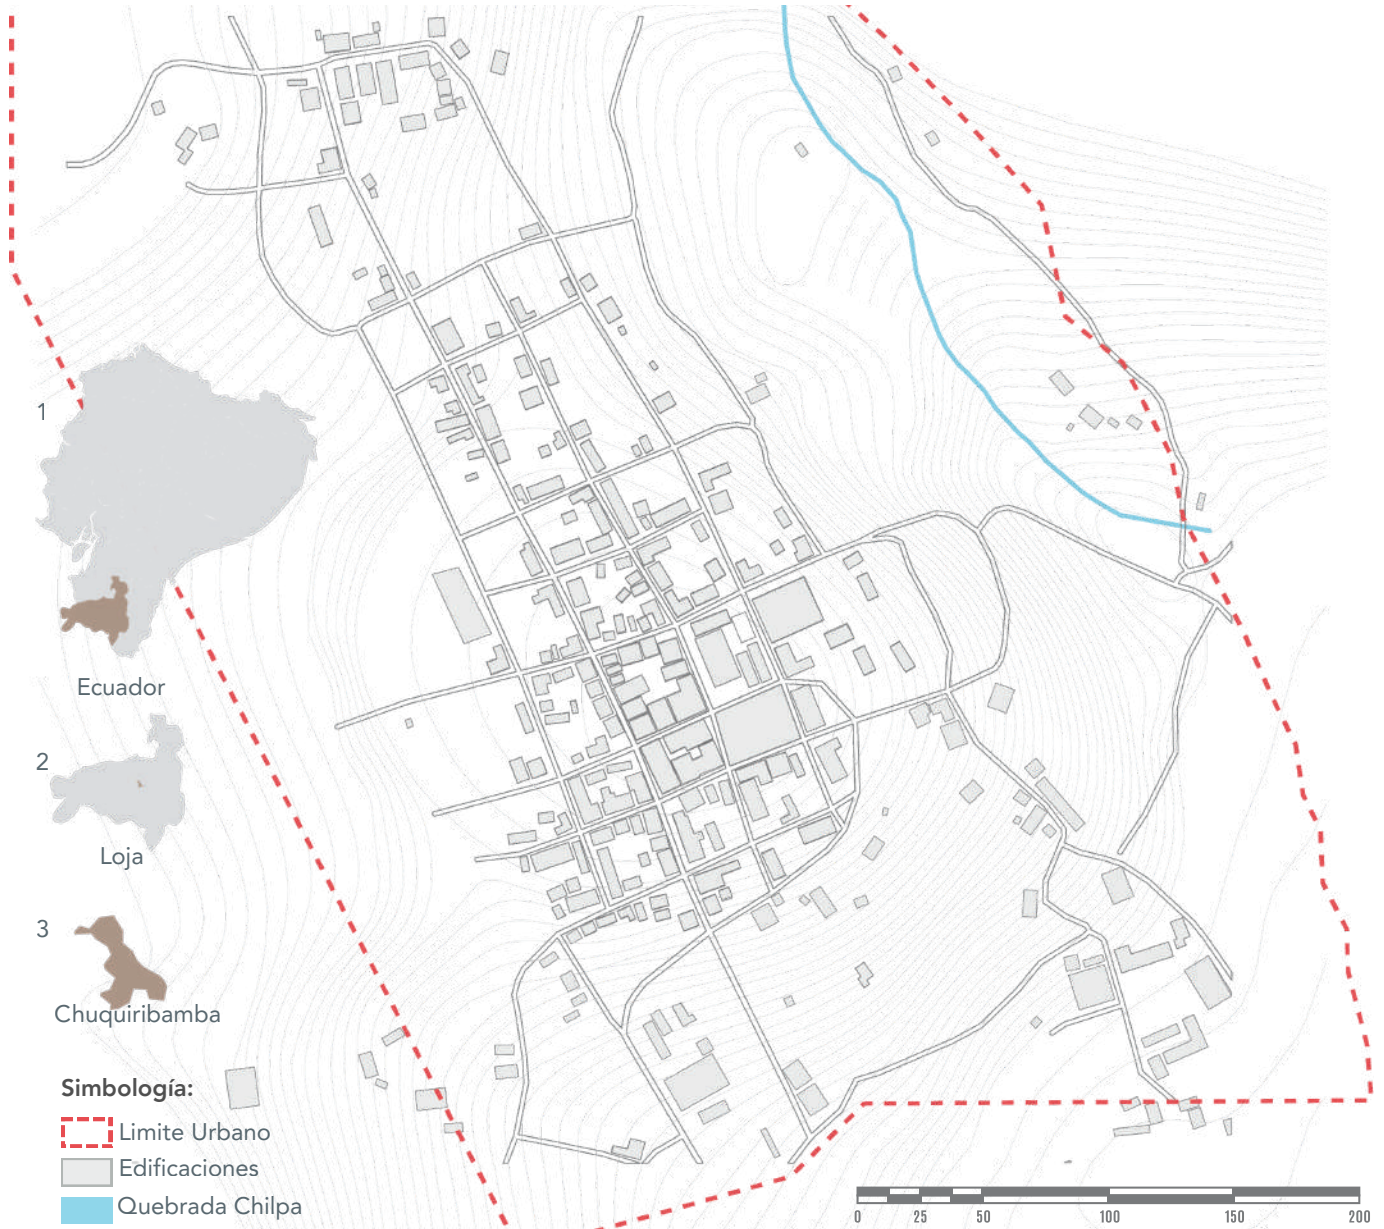 1
Ecuador
2
Loja
3
Chuquiribamba
Simbología:
Limite Urbano
Edificaciones
Quebrada Chilpa
0 25 50 100 150 200